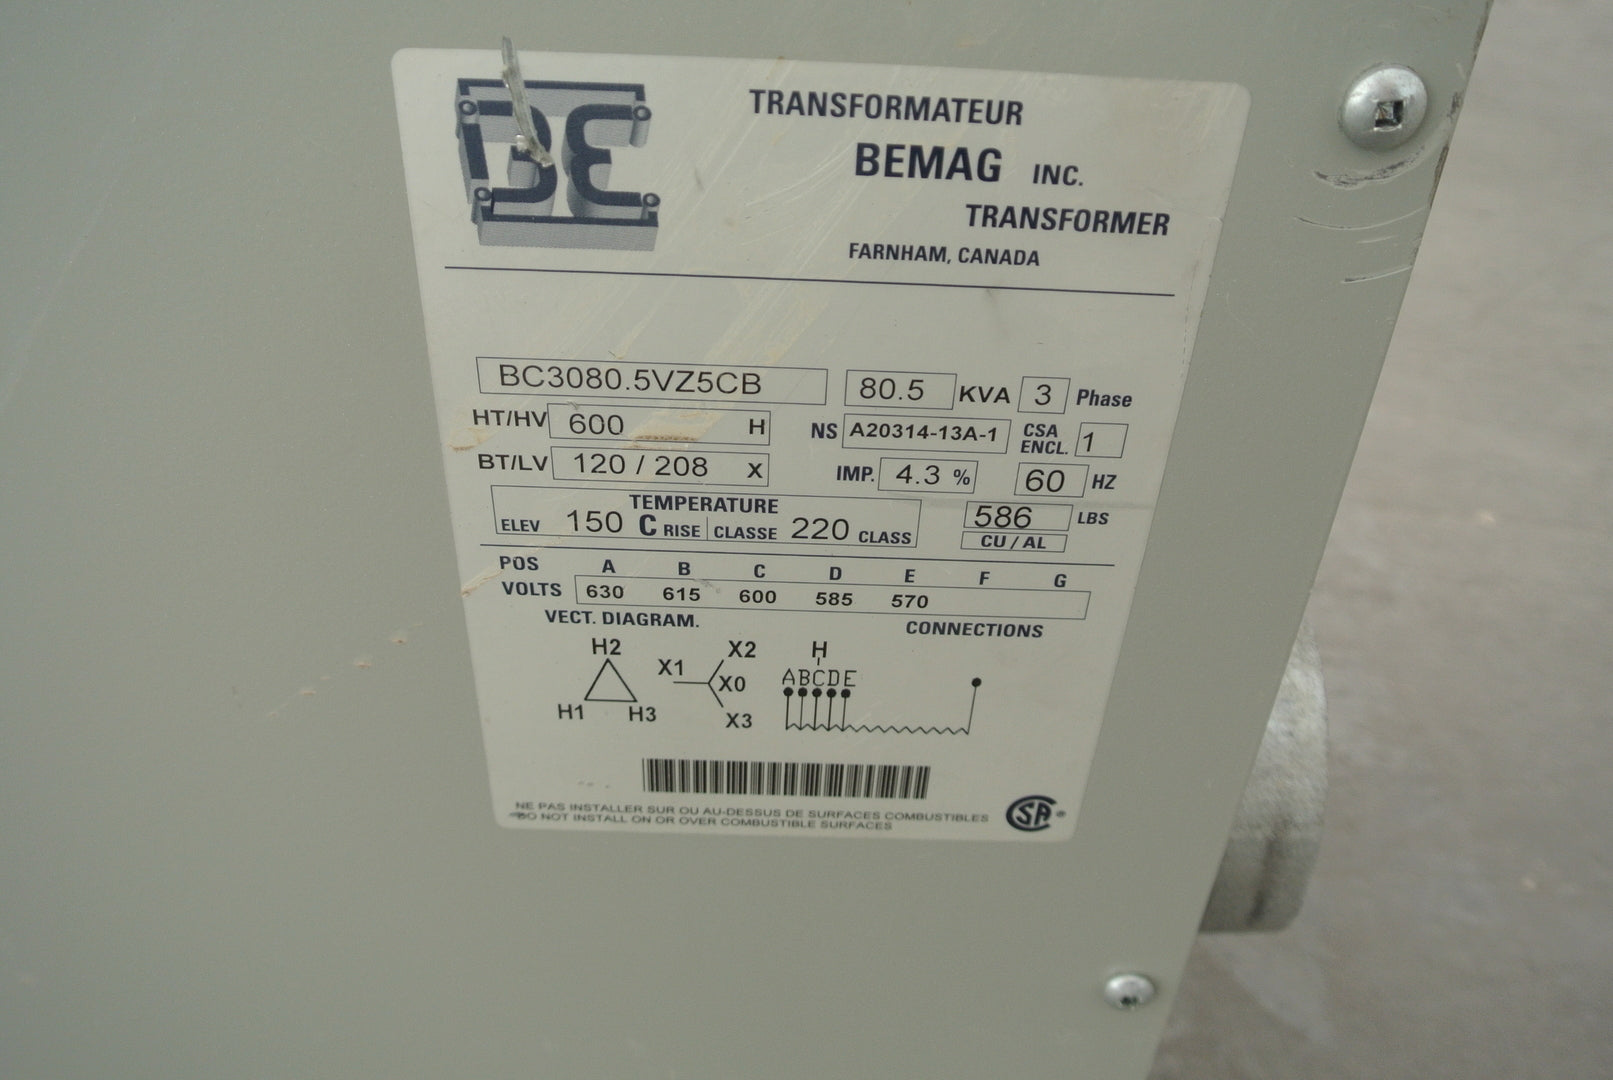 BE
TRANSFORMATEUR
BEMAG INC.
TRANSFORMER
FARNHAM, CANADA
BC3080.5VZ5CB 80.5 KVA 3 Phase
HT/HV 600 H NS A20314-13A-1 CSA ENCL. 1
BT/LV 120 / 208 X IMP. 4.3 % 60 HZ
TEMPERATURE
ELEV 150 C RISE CLASSE 220 CLASS 586 LBS
CU / AL
POS A B C D E F G
VOLTS 630 615 600 585 570
VECT. DIAGRAM. CONNECTIONS
H2 X2 H
X1 X0 ABCDE
H1 H3 X3
NE PAS INSTALLER SUR OU AU-DESSUS DE SURFACES COMBUSTIBLES
DO NOT INSTALL ON OR OVER COMBUSTIBLE SURFACES
SA ®